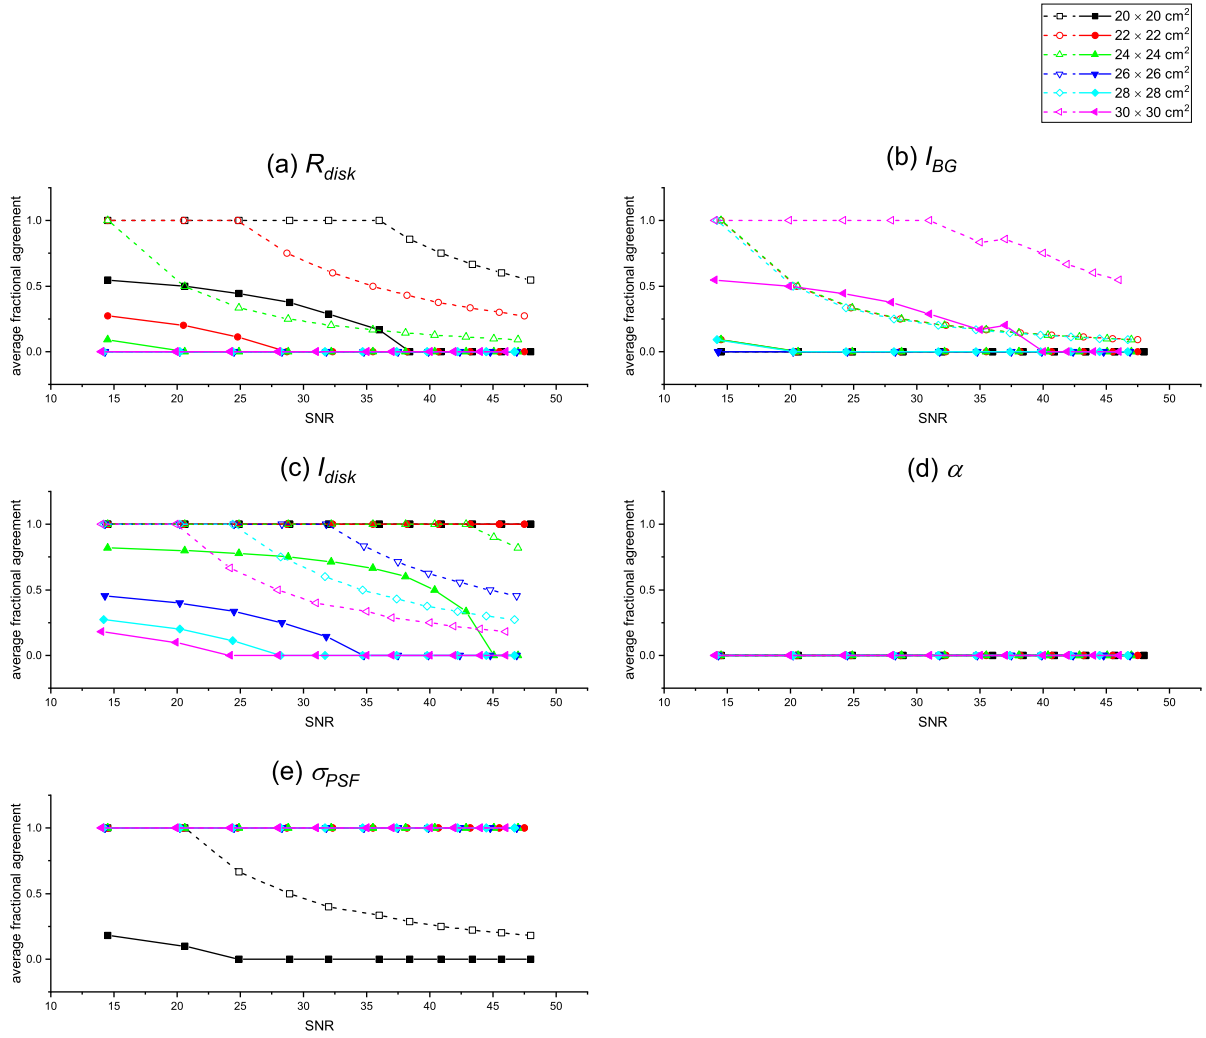 20 × 20 cm²
22 × 22 cm²
24 × 24 cm²
26 × 26 cm²
28 × 28 cm²
30 × 30 cm²
(a) R_disk
1.0
0.5
0.0
average fractional agreement
10 15 20 25 30 35 40 45 50
SNR
(b) I_BG
1.0
0.5
0.0
average fractional agreement
10 15 20 25 30 35 40 45 50
SNR
(c) I_disk
1.0
0.5
0.0
average fractional agreement
10 15 20 25 30 35 40 45 50
SNR
(d) α
1.0
0.5
0.0
average fractional agreement
10 15 20 25 30 35 40 45 50
SNR
(e) σ_PSF
1.0
0.5
0.0
average fractional agreement
10 15 20 25 30 35 40 45 50
SNR